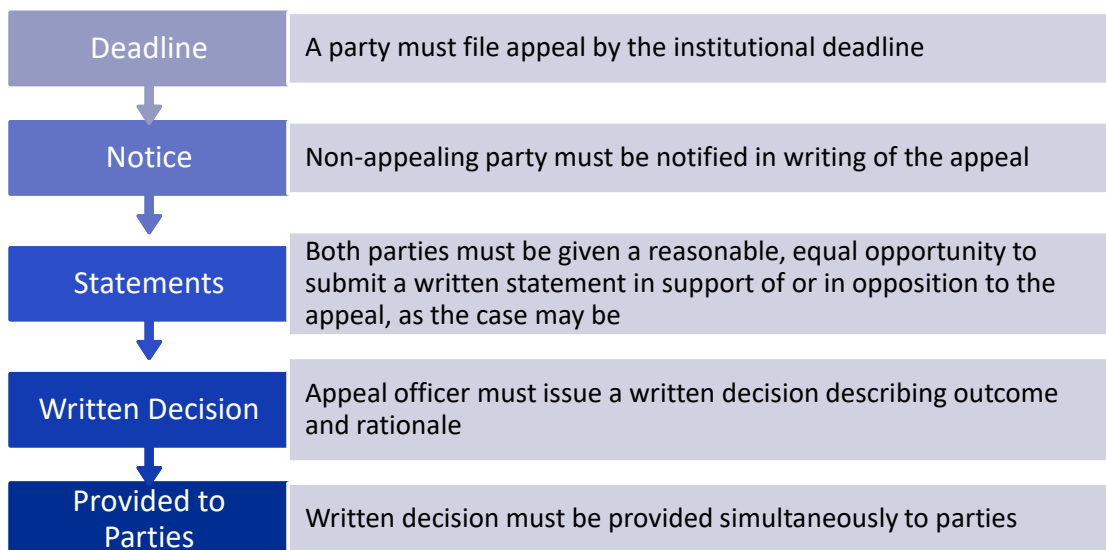 Deadline
A party must file appeal by the institutional deadline
Notice
Non-appealing party must be notified in writing of the appeal
Statements
Both parties must be given a reasonable, equal opportunity to
submit a written statement in support of or in opposition to the
appeal, as the case may be
Written Decision
Appeal officer must issue a written decision describing outcome
and rationale
Provided to
Parties
Written decision must be provided simultaneously to parties